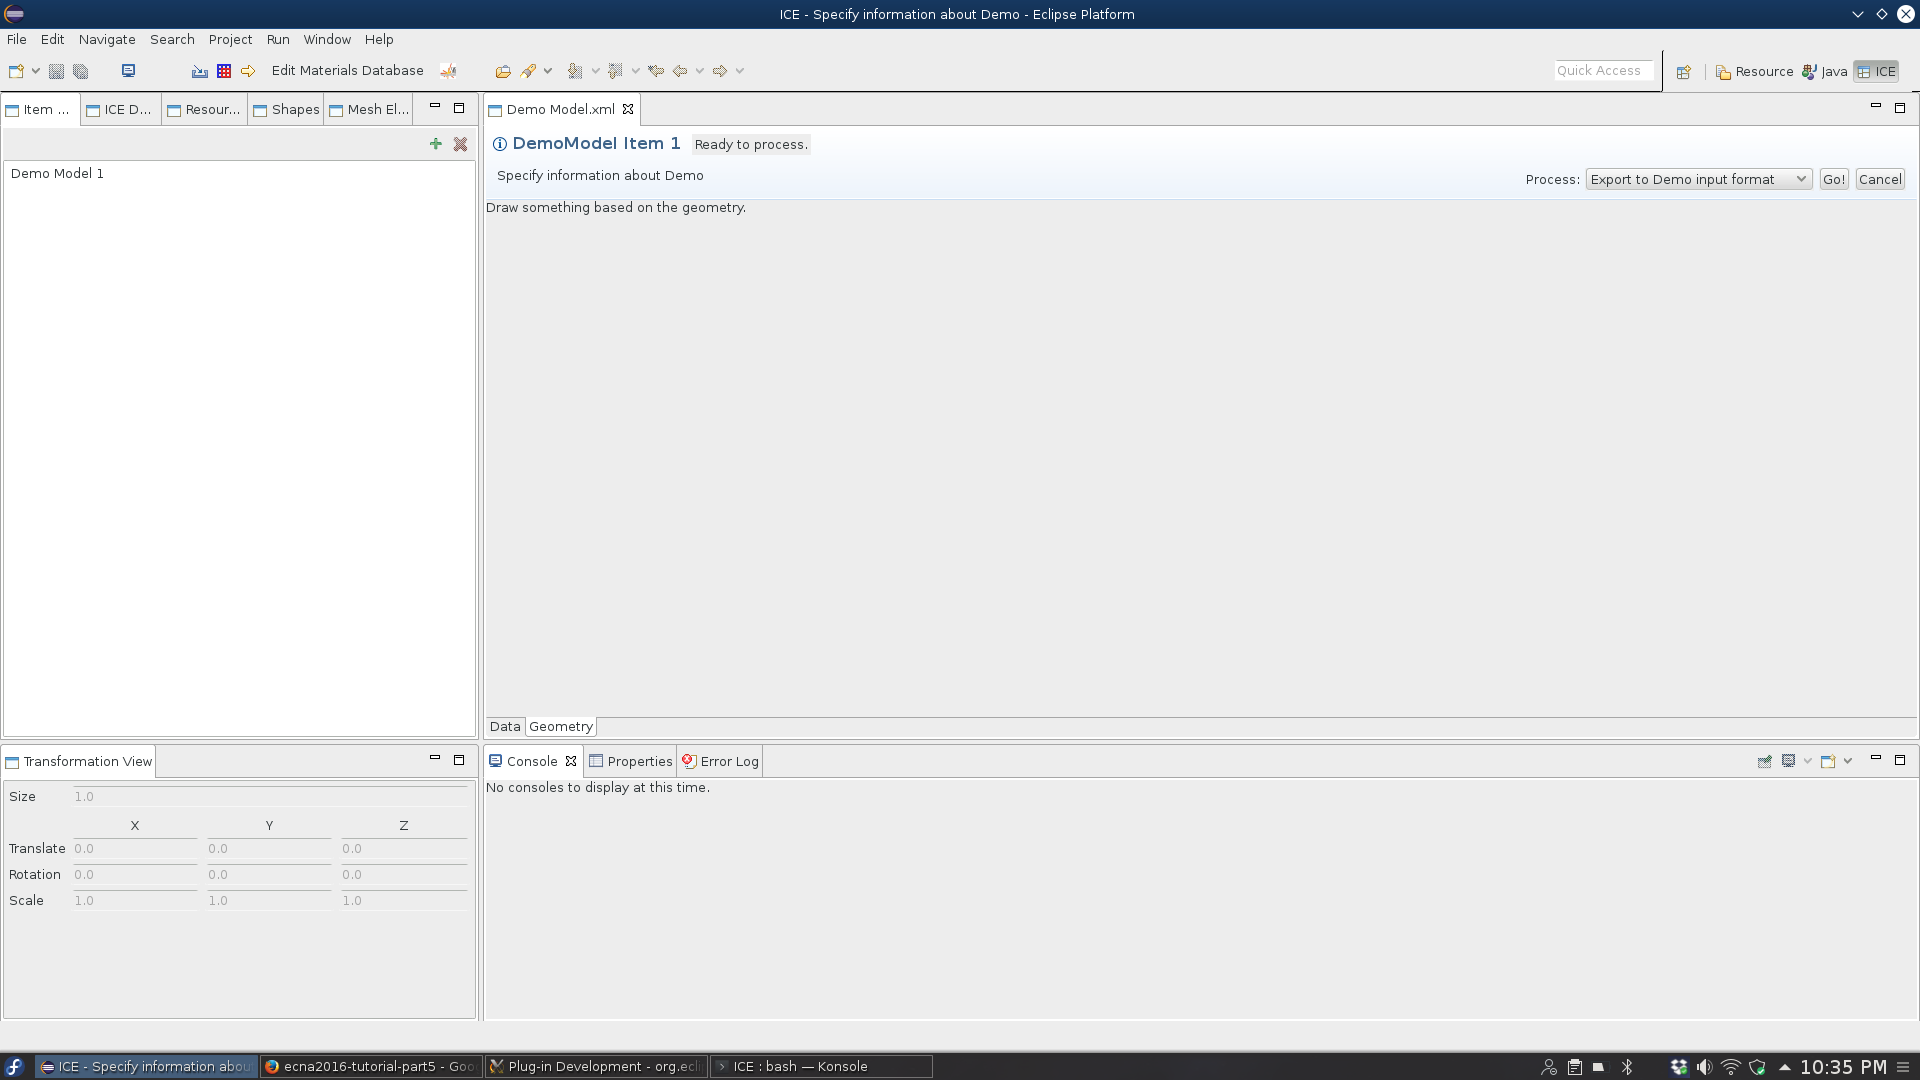 ICE - Specify information about Demo - Eclipse Platform
File Edit Navigate Search Project Run Window Help
Edit Materials Database
Quick Access
Resource Java ICE
Item ... ICE D... Resour... Shapes Mesh El...
Demo Model.xml
DemoModel Item 1 Ready to process.
Demo Model 1
Specify information about Demo
Process: Export to Demo input format Go! Cancel
Draw something based on the geometry.
Data Geometry
Transformation View
Size 1.0
X Y Z
Translate 0.0 0.0 0.0
Rotation 0.0 0.0 0.0
Scale 1.0 1.0 1.0
Console Properties Error Log
No consoles to display at this time.
ICE - Specify information abou
ecna2016-tutorial-part5 - Goo
Plug-in Development - org.ecl
ICE : bash — Konsole
10:35 PM